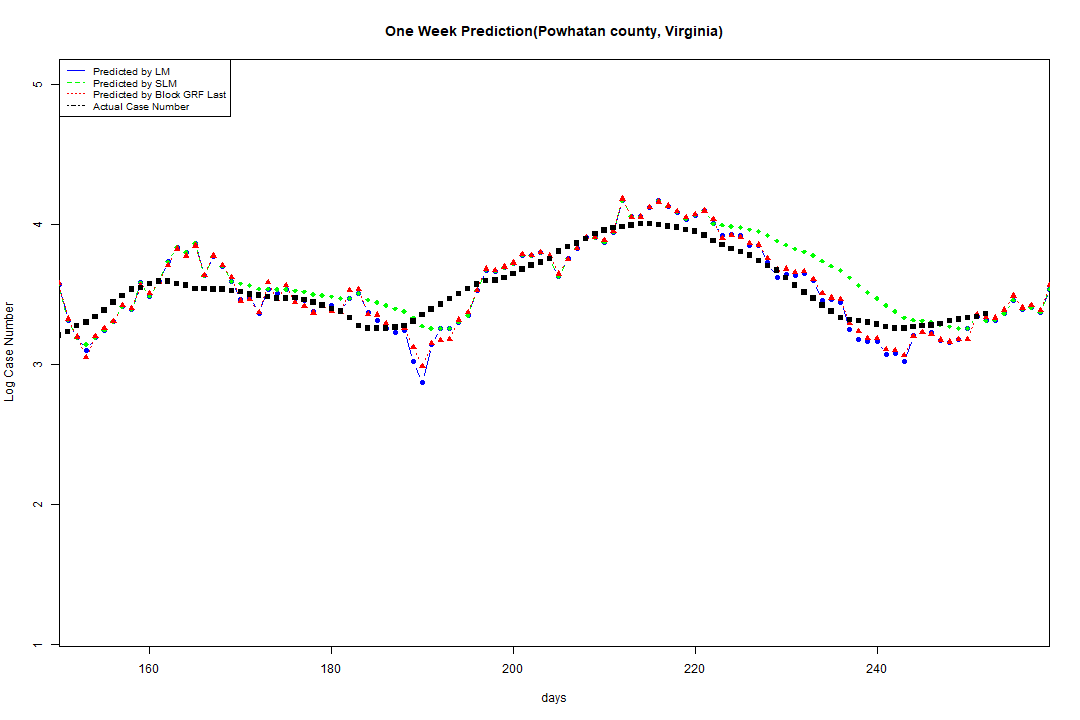 One Week Prediction(Powhatan county, Virginia)
Predicted by LM
Predicted by SLM
Predicted by Block GRF Last
Actual Case Number
5
4
3
2
1
Log Case Number
160
180
200
220
240
days